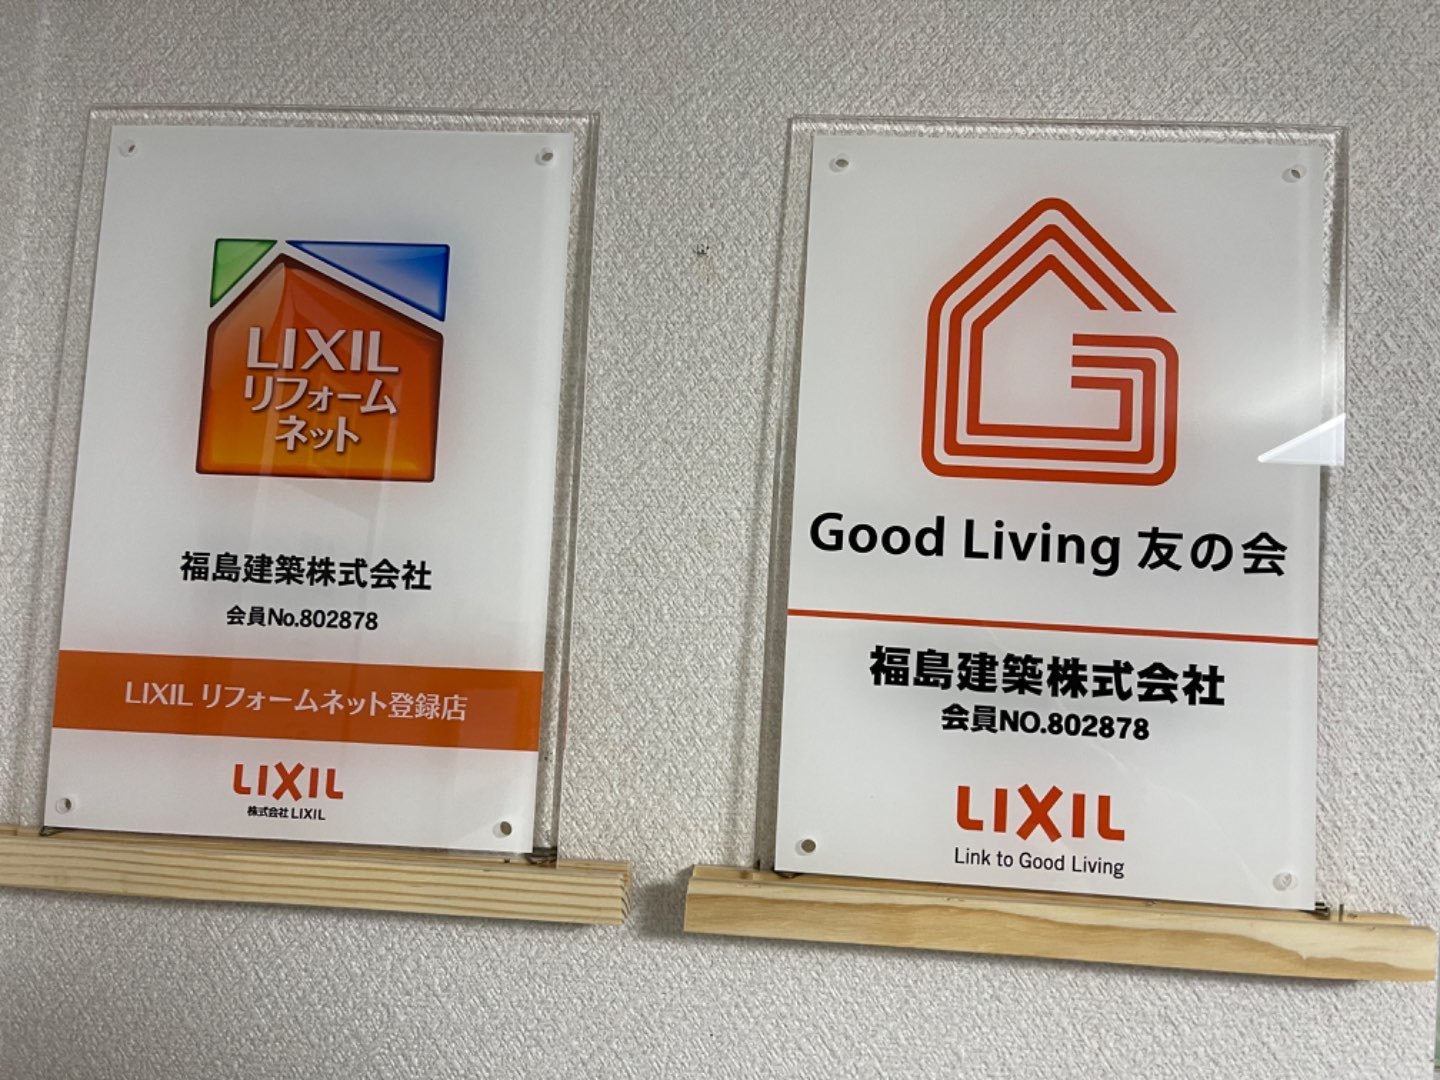 LIXIL
リフォーム
ネット
福島建築株式会社
会員No.802878
LIXIL リフォームネット登録店
LIXIL
株式会社 LIXIL
Good Living 友の会
福島建築株式会社
会員NO.802878
LIXIL
Link to Good Living